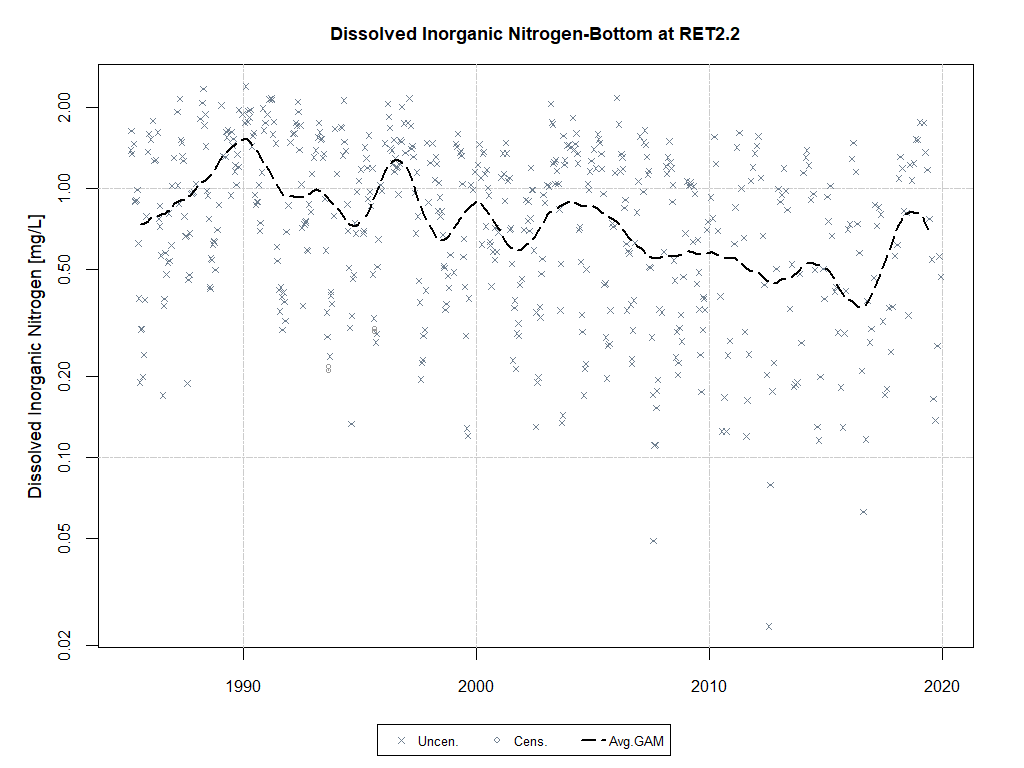 Dissolved Inorganic Nitrogen-Bottom at RET2.2
Dissolved Inorganic Nitrogen [mg/L]
2.00
1.00
0.50
0.20
0.10
0.05
0.02
1990 2000 2010 2020
Uncen. Cens. Avg.GAM